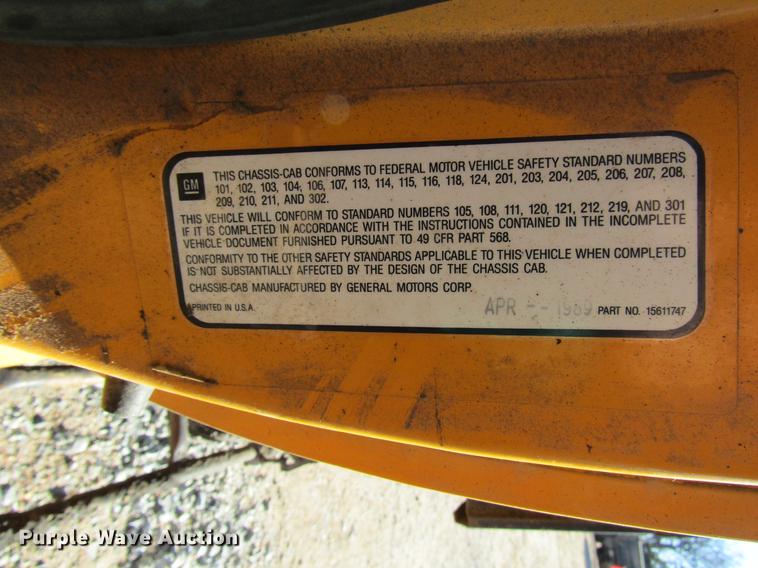 GM
THIS CHASSIS-CAB CONFORMS TO FEDERAL MOTOR VEHICLE SAFETY STANDARD NUMBERS
101, 102, 103, 104, 106, 107, 113, 114, 115, 116, 118, 124, 201, 203, 204, 205, 206, 207, 208,
209, 210, 211, AND 302.
THIS VEHICLE WILL CONFORM TO STANDARD NUMBERS 105, 108, 111, 120, 121, 212, 219, AND 301
IF IT IS COMPLETED IN ACCORDANCE WITH THE INSTRUCTIONS CONTAINED IN THE INCOMPLETE
VEHICLE DOCUMENT FURNISHED PURSUANT TO 49 CFR PART 568.
CONFORMITY TO THE OTHER SAFETY STANDARDS APPLICABLE TO THIS VEHICLE WHEN COMPLETED
IS NOT SUBSTANTIALLY AFFECTED BY THE DESIGN OF THE CHASSIS CAB.
CHASSIS-CAB MANUFACTURED BY GENERAL MOTORS CORP.
PRINTED IN U.S.A. APR 1989 PART NO. 15611747
Purple Wave Auction